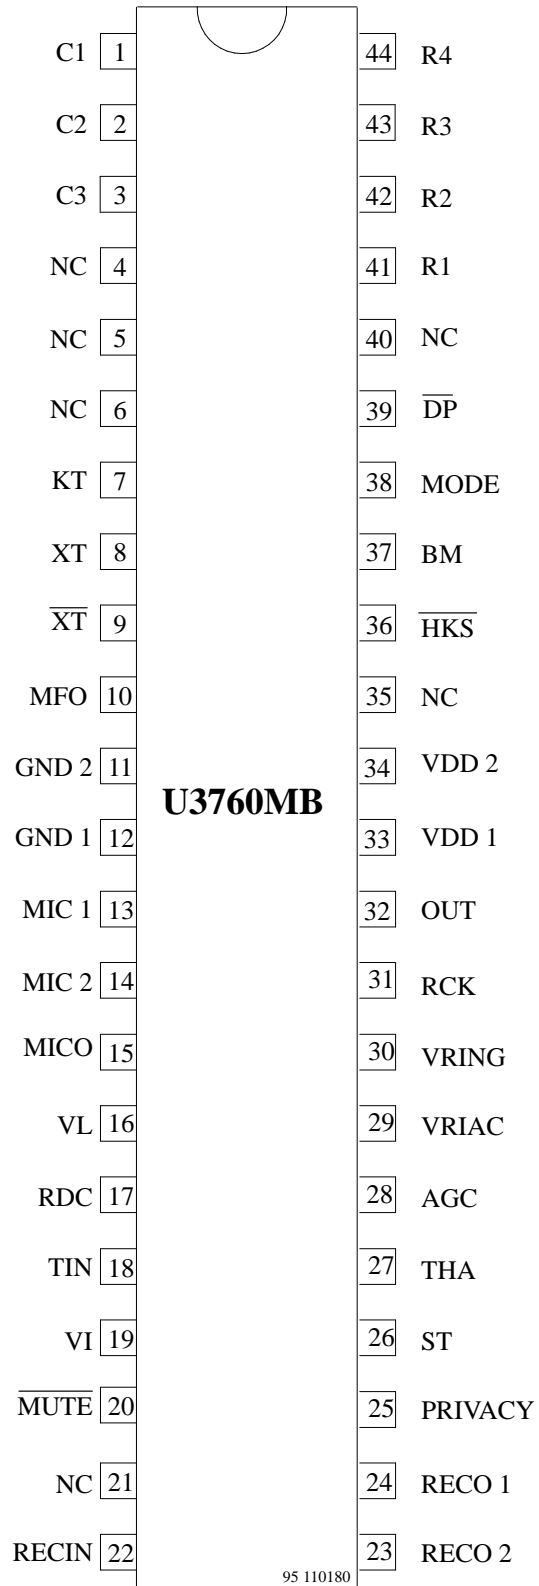 C1 1 44 R4
C2 2 43 R3
C3 3 42 R2
NC 4 41 R1
NC 5 40 NC
NC 6 39 D̅P̅
KT 7 38 MODE
XT 8 37 BM
X̅T̅ 9 36 H̅K̅S̅
MFO 10 35 NC
GND 2 11 34 VDD 2
U3760MB
GND 1 12 33 VDD 1
MIC 1 13 32 OUT
MIC 2 14 31 RCK
MICO 15 30 VRING
VL 16 29 VRIAC
RDC 17 28 AGC
TIN 18 27 THA
VI 19 26 ST
M̅U̅T̅E̅ 20 25 PRIVACY
NC 21 24 RECO 1
RECIN 22 23 RECO 2
95 110180